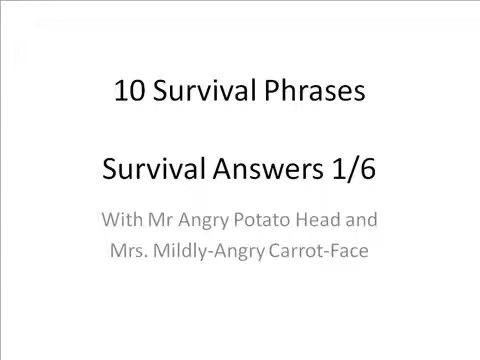 10 Survival Phrases
Survival Answers 1/6
With Mr Angry Potato Head and
Mrs. Mildly-Angry Carrot-Face